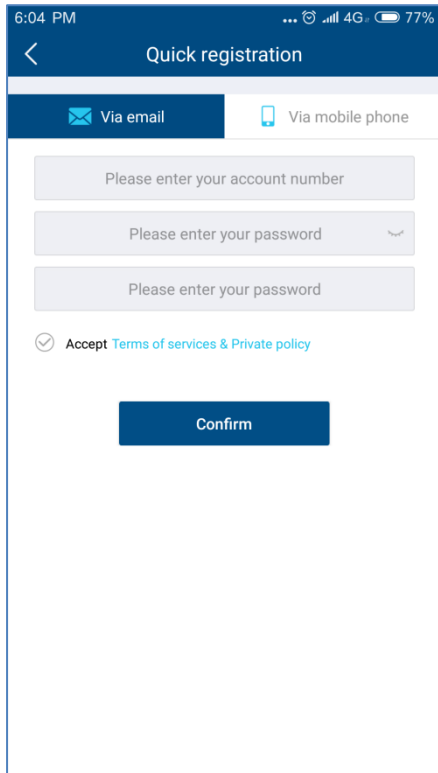 6:04 PM ... 4G 77%
Quick registration
Via email Via mobile phone
Please enter your account number
Please enter your password
Please enter your password
Accept Terms of services & Private policy
Confirm